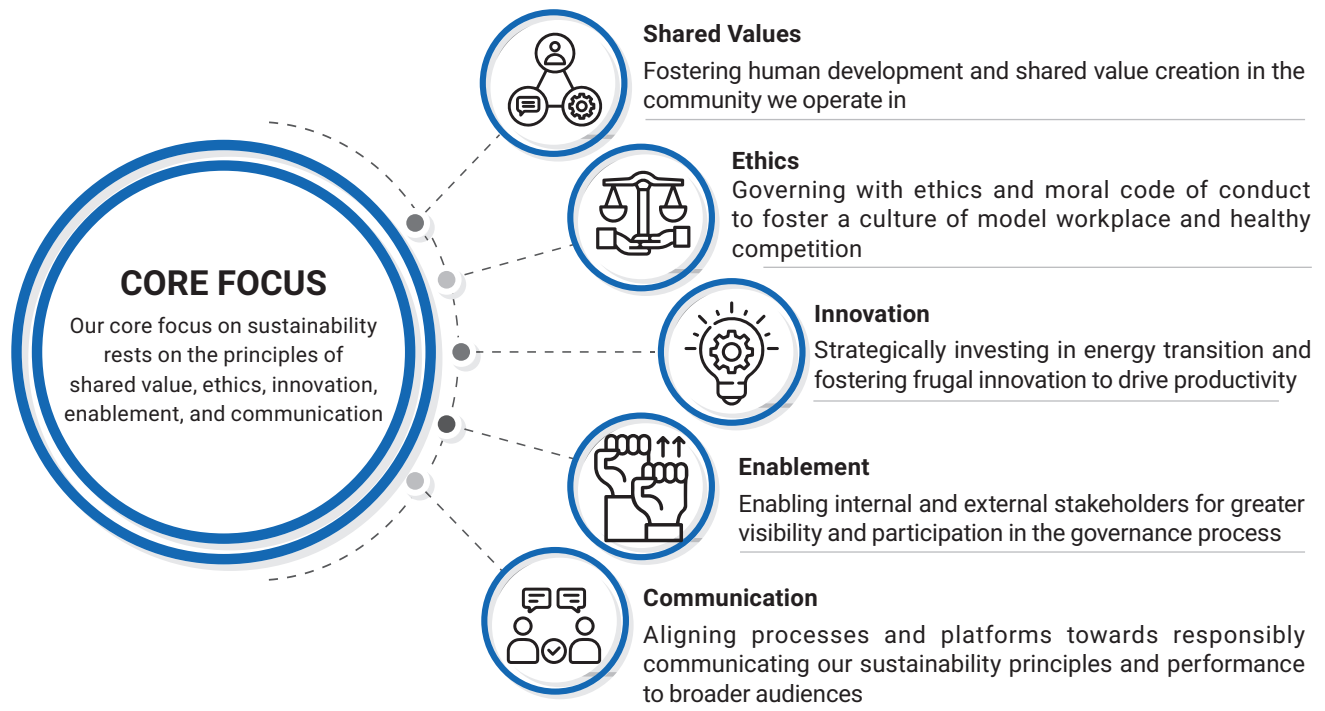 CORE FOCUS
Our core focus on sustainability
rests on the principles of
shared value, ethics, innovation,
enablement, and communication
Shared Values
Fostering human development and shared value creation in the
community we operate in
Ethics
Governing with ethics and moral code of conduct
to foster a culture of model workplace and healthy
competition
Innovation
Strategically investing in energy transition and
fostering frugal innovation to drive productivity
Enablement
Enabling internal and external stakeholders for greater
visibility and participation in the governance process
Communication
Aligning processes and platforms towards responsibly
communicating our sustainability principles and performance
to broader audiences